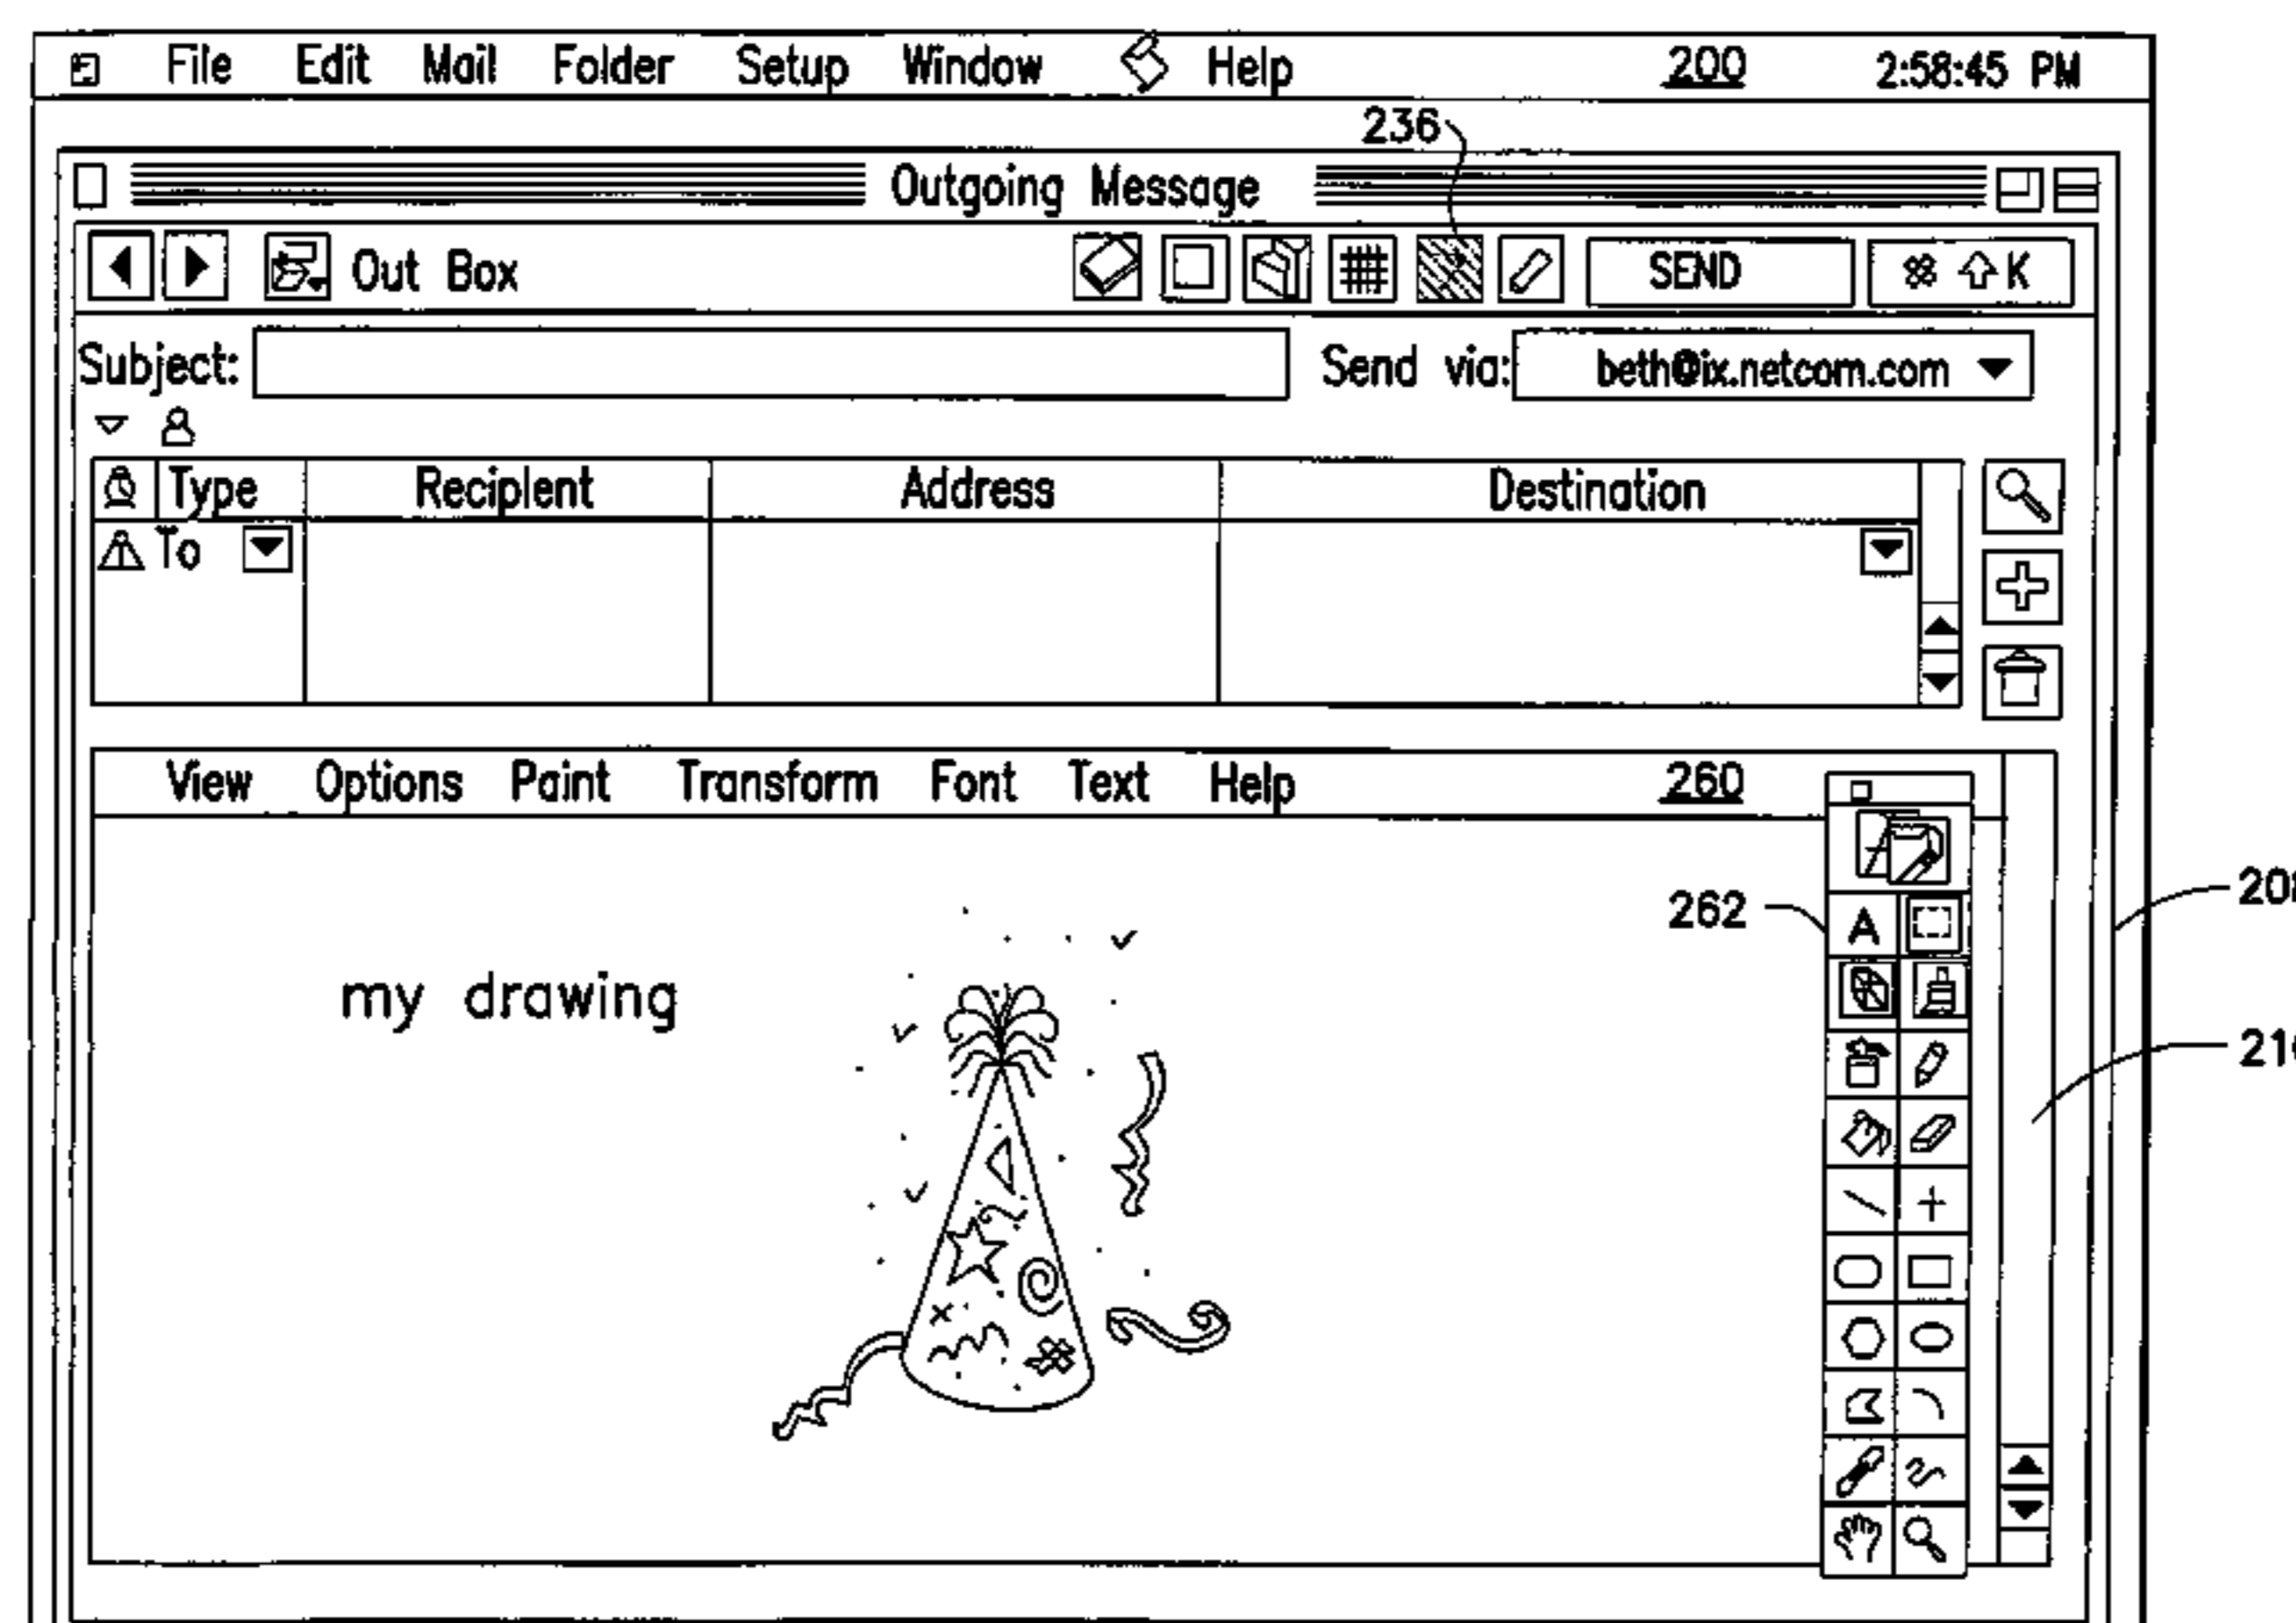 File Edit Mail Folder Setup Window Help 200 2:58:45 PM
236
Outgoing Message
Out Box SEND K
Subject: Send via: beth@ix.netcom.com
Type Recipient Address Destination
To
View Options Paint Transform Font Text Help 260
262 A
my drawing